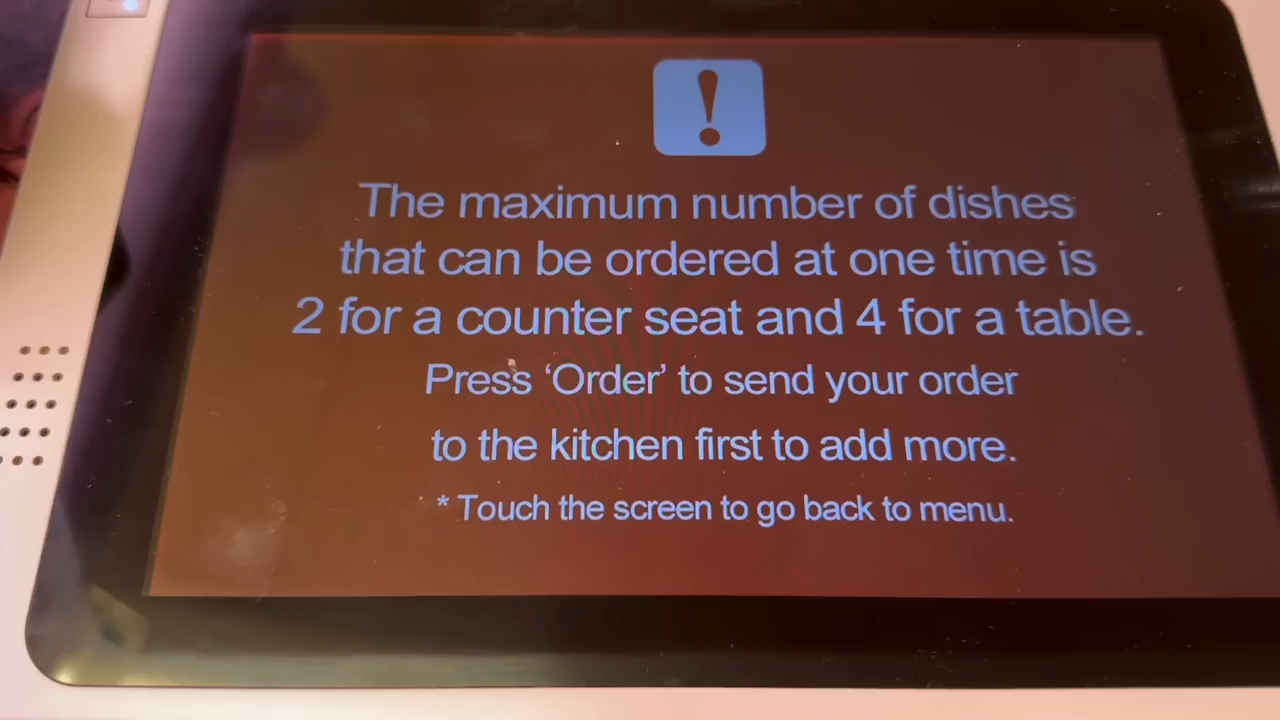 The maximum number of dishes
that can be ordered at one time is
2 for a counter seat and 4 for a table.
Press ‘Order’ to send your order
to the kitchen first to add more.
* Touch the screen to go back to menu.